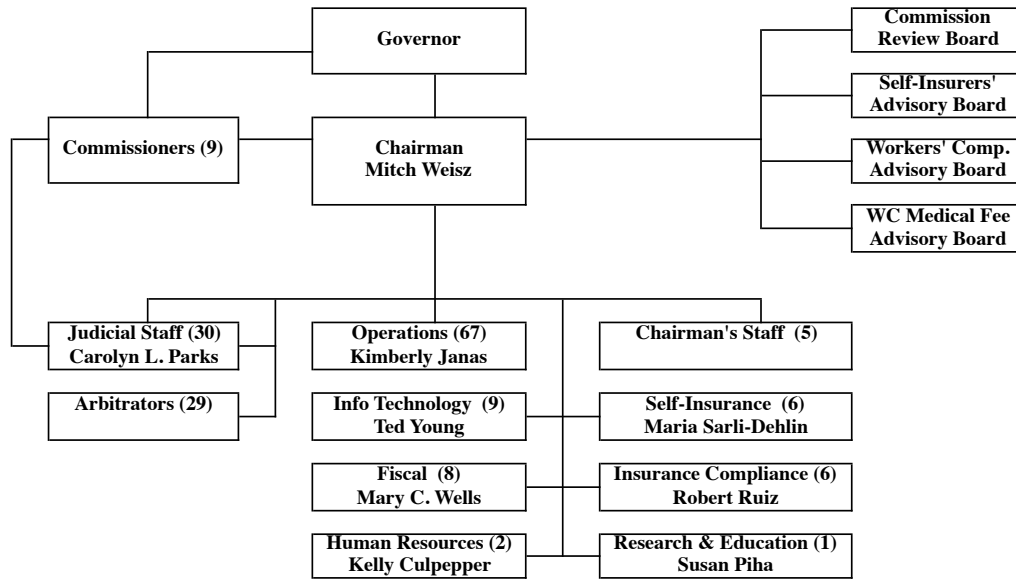 Governor
Commission
Review Board
Self-Insurers'
Advisory Board
Commissioners (9)
Chairman
Mitch Weisz
Workers' Comp.
Advisory Board
WC Medical Fee
Advisory Board
Judicial Staff (30)
Carolyn L. Parks
Operations (67)
Kimberly Janas
Chairman's Staff (5)
Arbitrators (29)
Info Technology (9)
Ted Young
Self-Insurance (6)
Maria Sarli-Dehlin
Fiscal (8)
Mary C. Wells
Insurance Compliance (6)
Robert Ruiz
Human Resources (2)
Kelly Culpepper
Research & Education (1)
Susan Piha